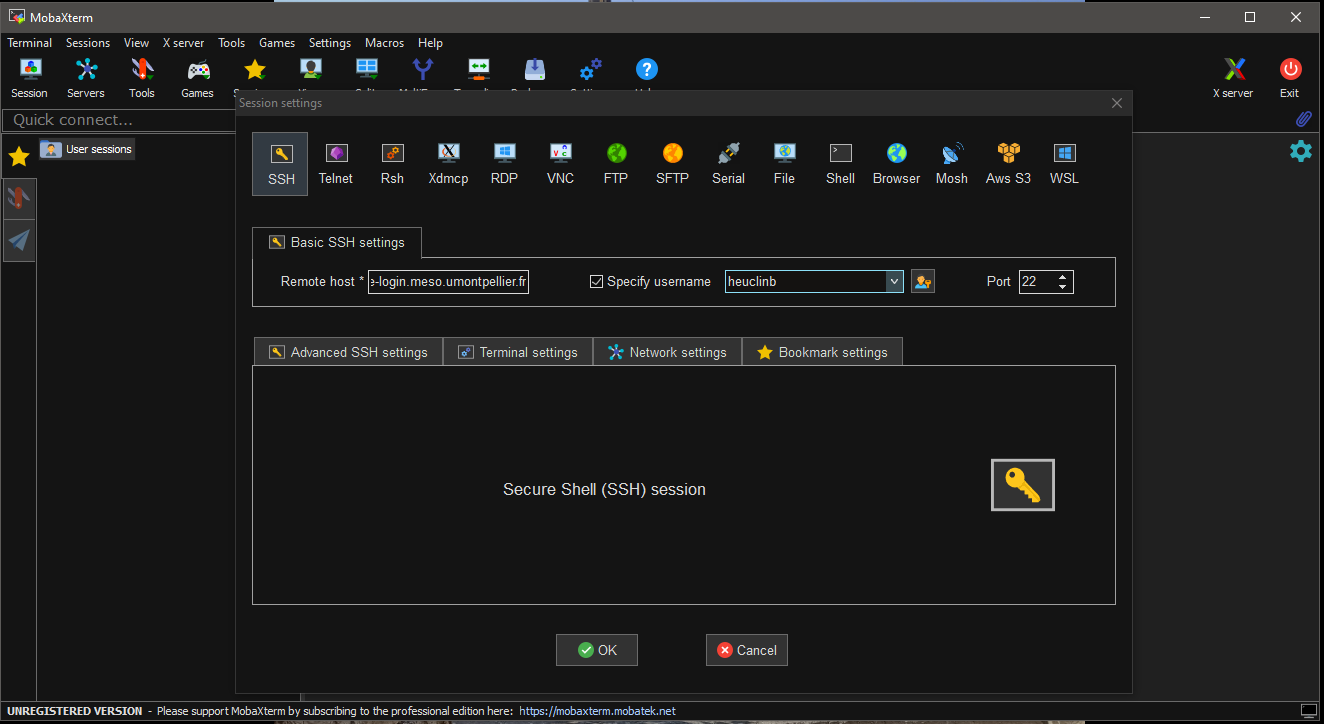 MobaXterm
Terminal Sessions View X server Tools Games Settings Macros Help
Session Servers Tools Games X server Exit
Session settings
Quick connect...
User sessions
SSH Telnet Rsh Xdmcp RDP VNC FTP SFTP Serial File Shell Browser Mosh Aws S3 WSL
Basic SSH settings
Remote host * e-login.meso.umontpellier.fr Specify username heuclinb Port 22
Advanced SSH settings Terminal settings Network settings Bookmark settings
Secure Shell (SSH) session
OK Cancel
UNREGISTERED VERSION - Please support MobaXterm by subscribing to the professional edition here: https://mobaxterm.mobatek.net